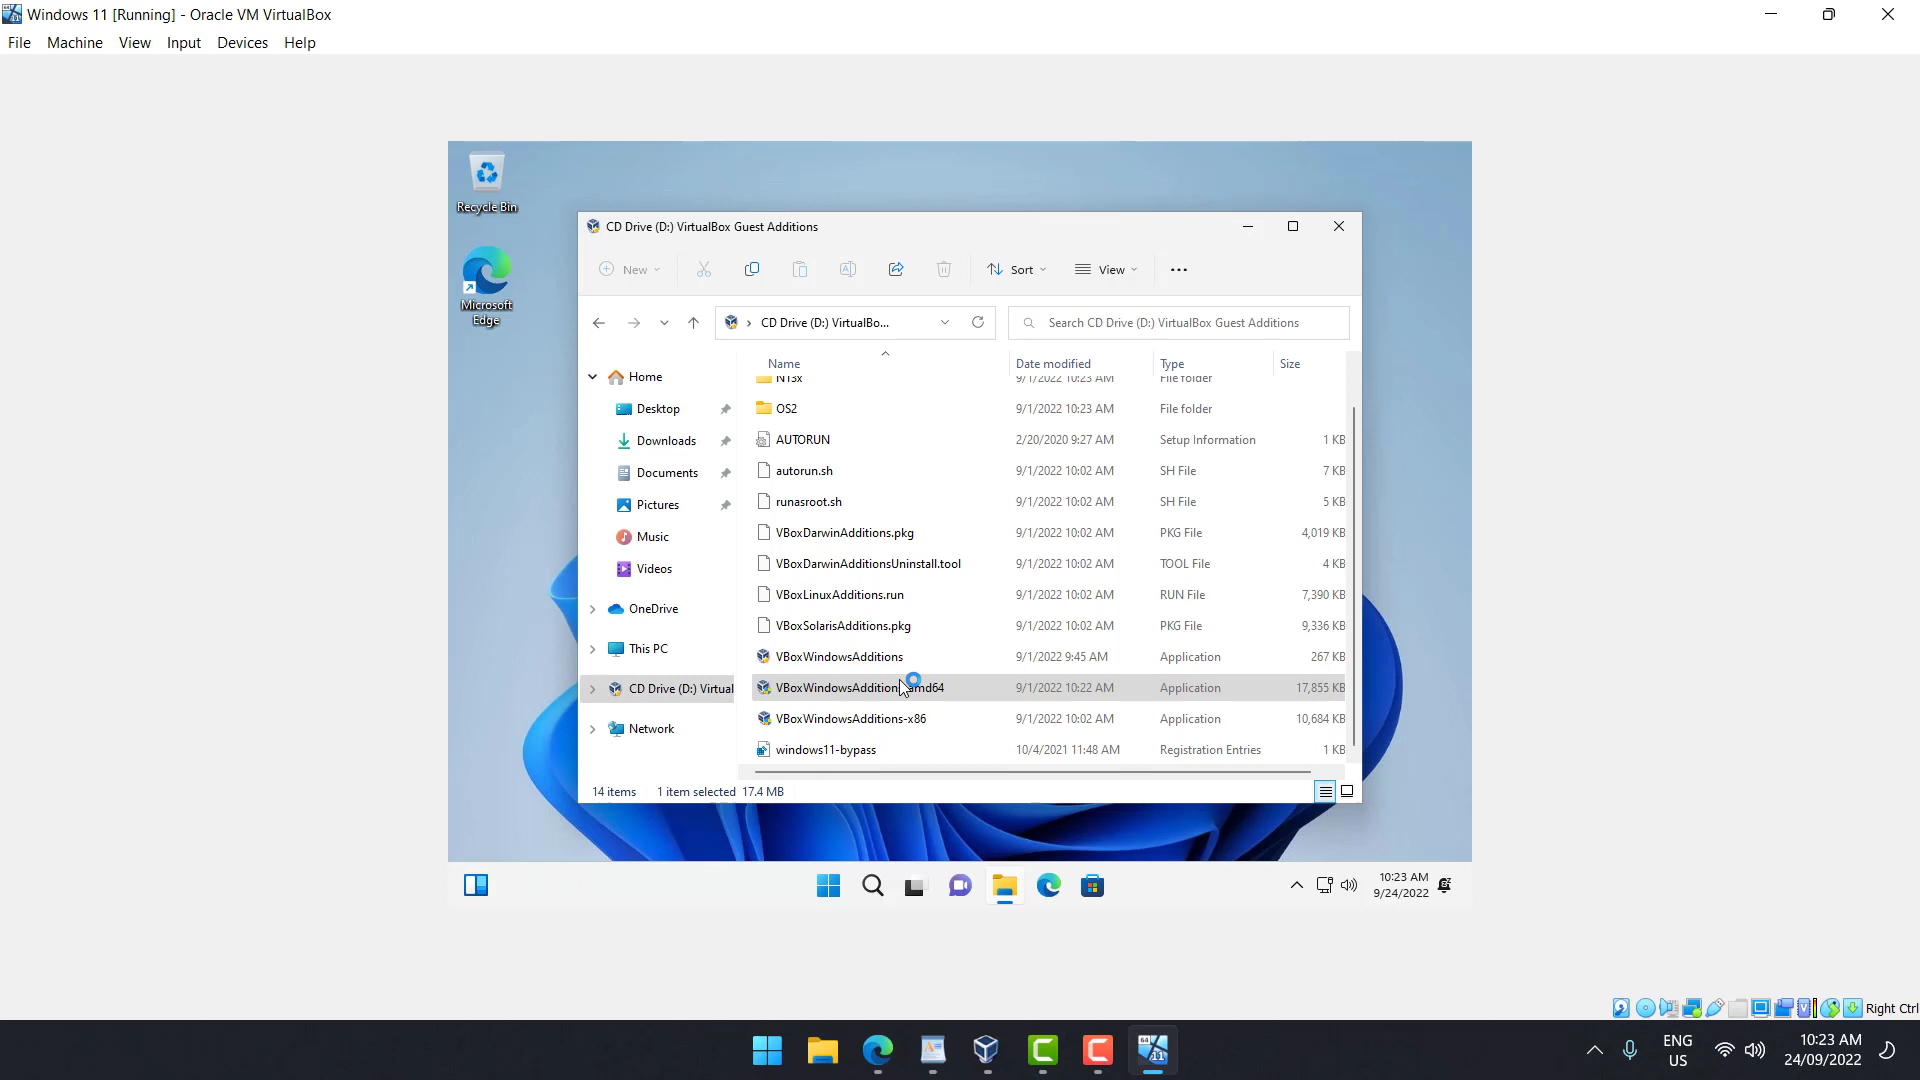 Windows 11 [Running] - Oracle VM VirtualBox
File Machine View Input Devices Help
Recycle Bin
Microsoft
Edge
CD Drive (D:) VirtualBox Guest Additions
New
Sort
View
CD Drive (D:) VirtualBo...
Search CD Drive (D:) VirtualBox Guest Additions
Name Date modified Type Size
Home
Desktop
Downloads
Documents
Pictures
Music
Videos
OneDrive
This PC
CD Drive (D:) Virtual
Network
NT3x 9/1/2022 10:23 AM File folder
OS2 9/1/2022 10:23 AM File folder
AUTORUN 2/20/2020 9:27 AM Setup Information 1 KB
autorun.sh 9/1/2022 10:02 AM SH File 7 KB
runasroot.sh 9/1/2022 10:02 AM SH File 5 KB
VBoxDarwinAdditions.pkg 9/1/2022 10:02 AM PKG File 4,019 KB
VBoxDarwinAdditionsUninstall.tool 9/1/2022 10:02 AM TOOL File 4 KB
VBoxLinuxAdditions.run 9/1/2022 10:02 AM RUN File 7,390 KB
VBoxSolarisAdditions.pkg 9/1/2022 10:02 AM PKG File 9,336 KB
VBoxWindowsAdditions 9/1/2022 9:45 AM Application 267 KB
VBoxWindowsAdditions-amd64 9/1/2022 10:22 AM Application 17,855 KB
VBoxWindowsAdditions-x86 9/1/2022 10:02 AM Application 10,684 KB
windows11-bypass 10/4/2021 11:48 AM Registration Entries 1 KB
14 items 1 item selected 17.4 MB
10:23 AM
9/24/2022
Right Ctrl
ENG
US
10:23 AM
24/09/2022